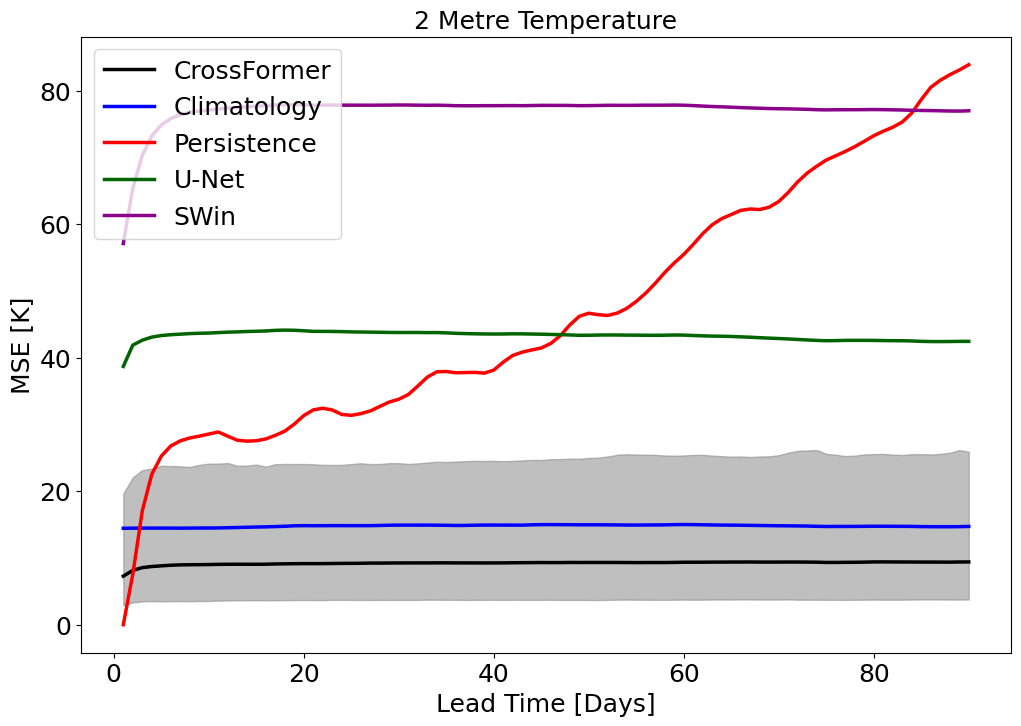 2 Metre Temperature
CrossFormer
Climatology
Persistence
U-Net
SWin
MSE [K]
80
60
40
20
0
0 20 40 60 80
Lead Time [Days]